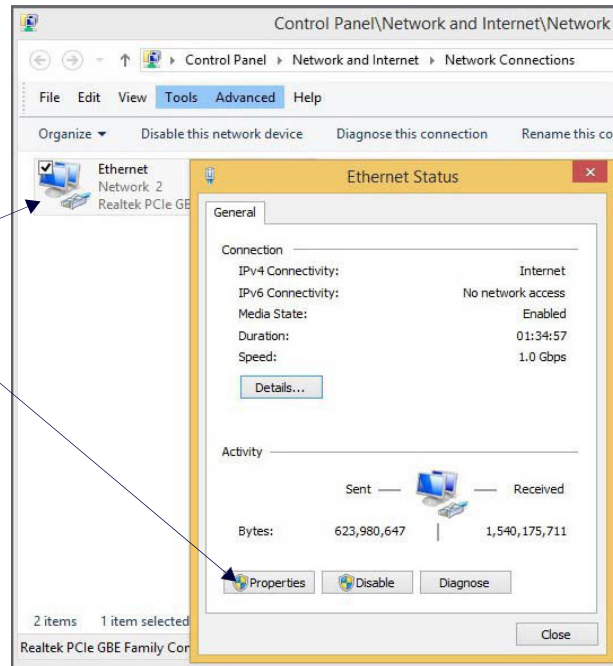 Control Panel\Network and Internet\Network
Control Panel Network and Internet Network Connections
File Edit View Tools Advanced Help
Organize Disable this network device Diagnose this connection Rename this co
Ethernet
Network 2
Realtek PCIe GBE
Ethernet Status
General
Connection
IPv4 Connectivity: Internet
IPv6 Connectivity: No network access
Media State: Enabled
Duration: 01:34:57
Speed: 1.0 Gbps
Details...
Activity
Sent Received
Bytes: 623,980,647 1,540,175,711
Properties Disable Diagnose
Close
2 items 1 item selected
Realtek PCIe GBE Family Con